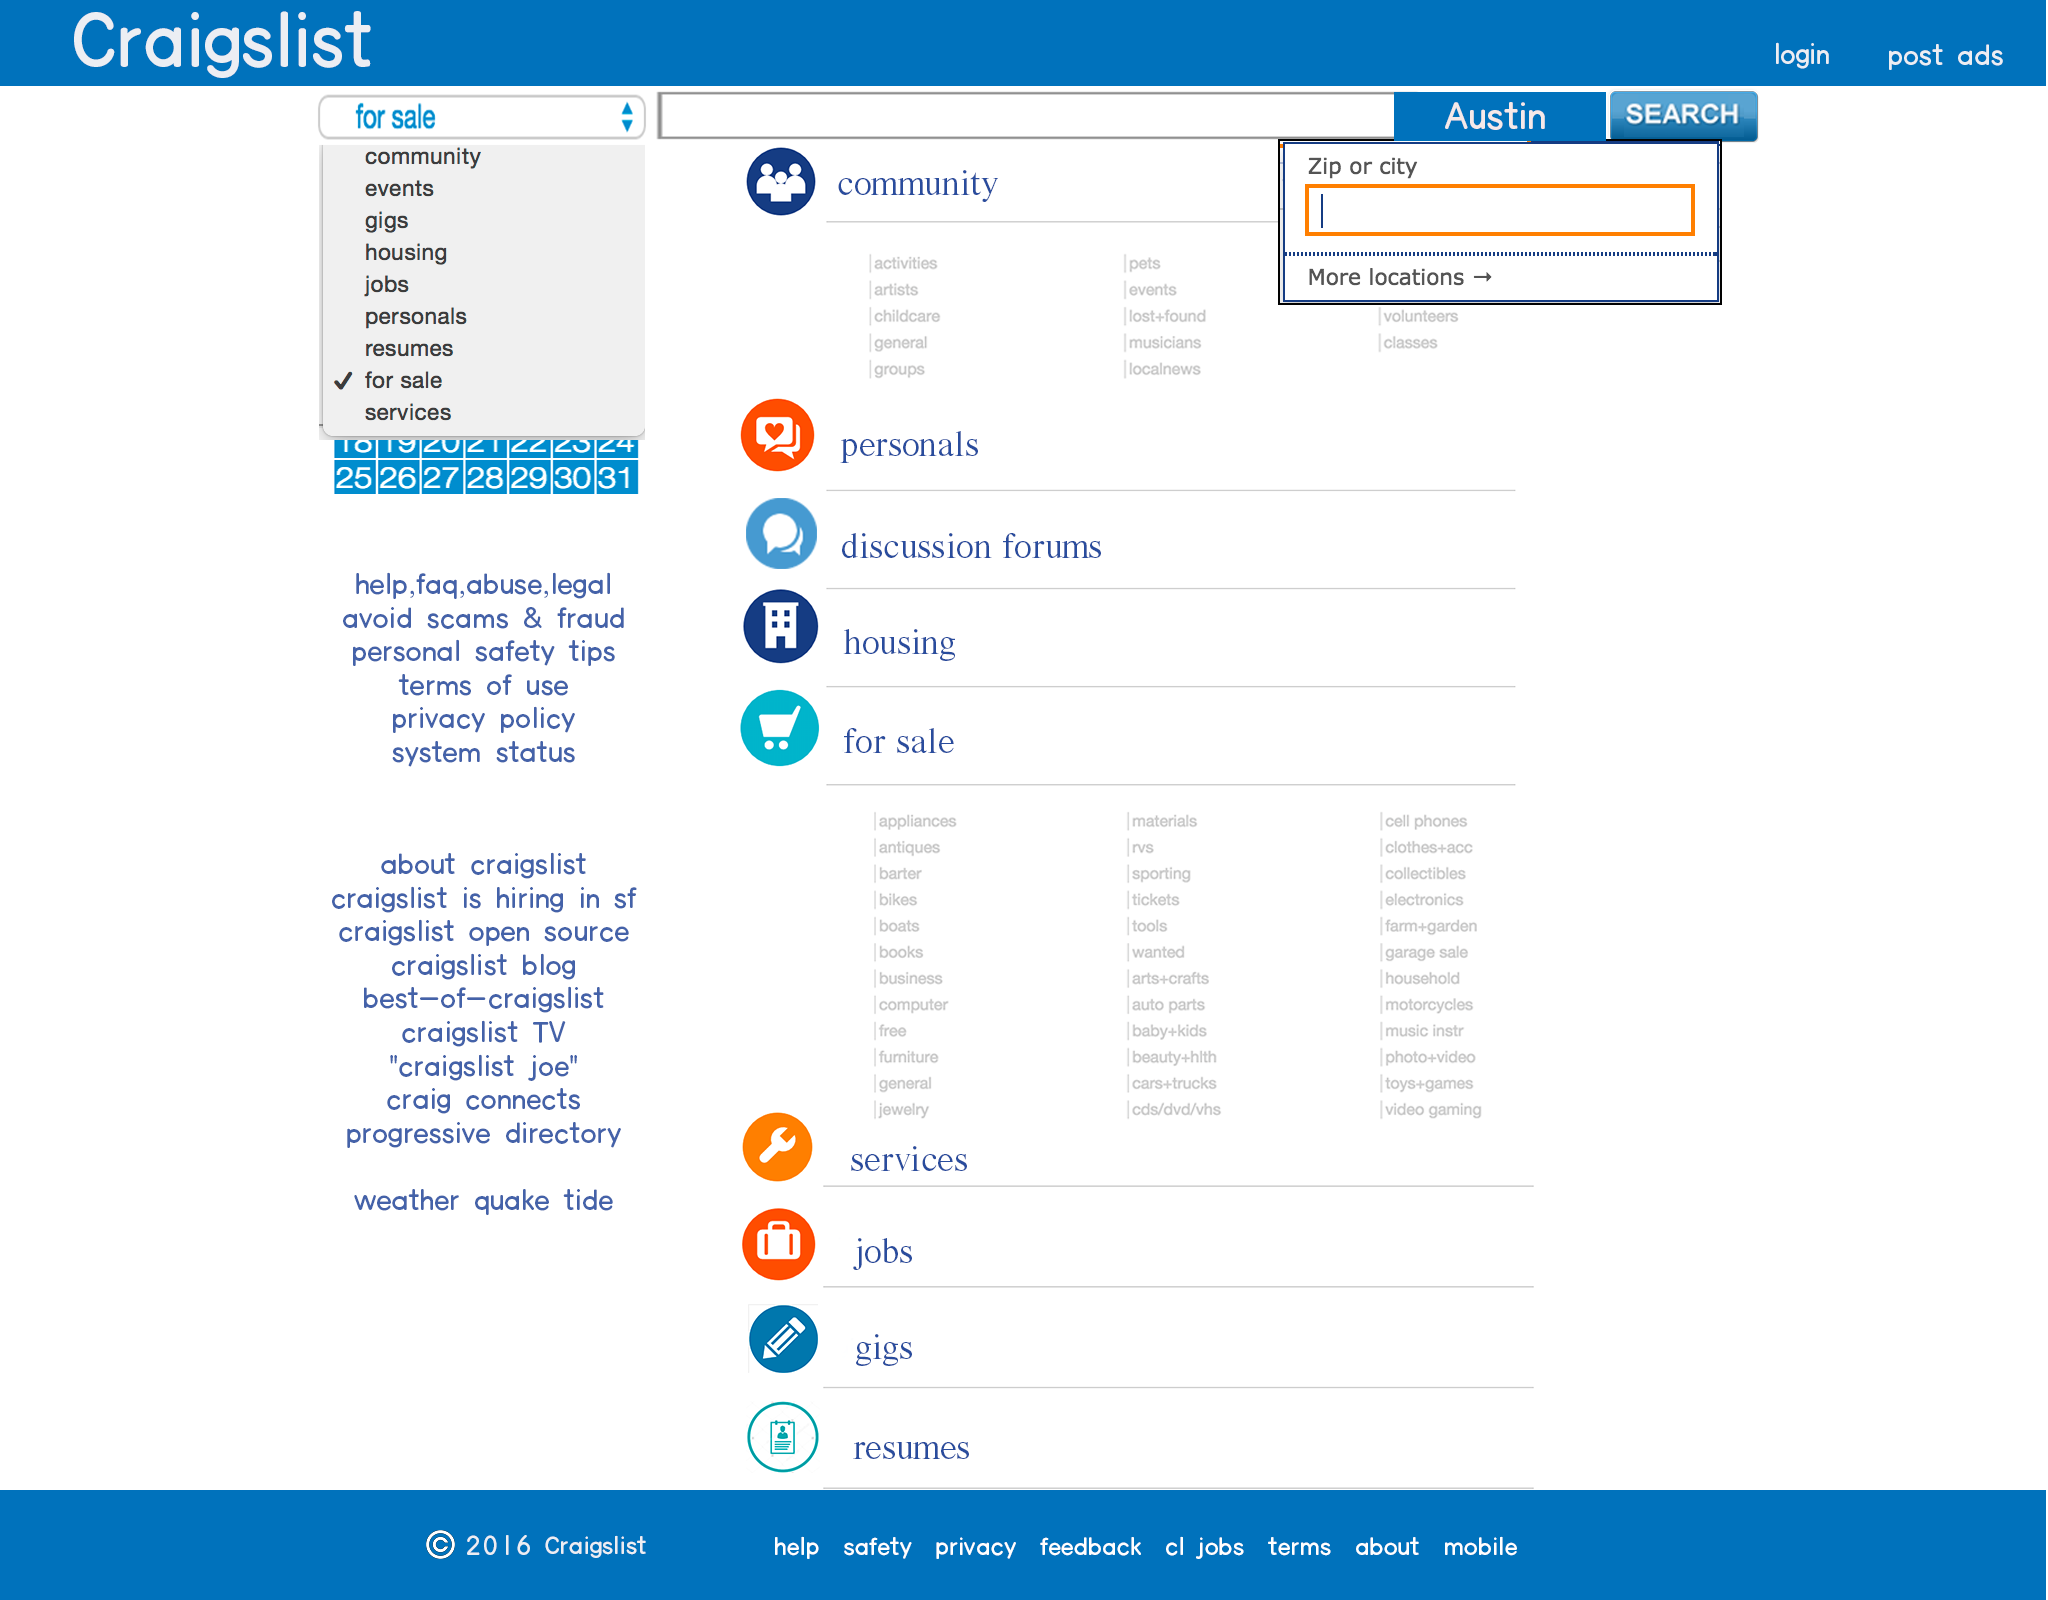 Craigslist
login post ads
for sale Austin SEARCH
community
events
gigs
housing
jobs
personals
resumes
✓ for sale
services
18 19 20 21 22 23 24
25 26 27 28 29 30 31
help,faq,abuse,legal
avoid scams & fraud
personal safety tips
terms of use
privacy policy
system status
about craigslist
craigslist is hiring in sf
craigslist open source
craigslist blog
best-of-craigslist
craigslist TV
"craigslist joe"
craig connects
progressive directory
weather quake tide
Zip or city
More locations →
community
activities pets
artists events
childcare lost+found volunteers
general musicians classes
groups localnews
personals
discussion forums
housing
for sale
appliances materials cell phones
antiques rvs clothes+acc
barter sporting collectibles
bikes tickets electronics
boats tools farm+garden
books wanted garage sale
business arts+crafts household
computer auto parts motorcycles
free baby+kids music instr
furniture beauty+hlth photo+video
general cars+trucks toys+games
jewelry cds/dvd/vhs video gaming
services
jobs
gigs
resumes
© 2016 Craigslist help safety privacy feedback cl jobs terms about mobile